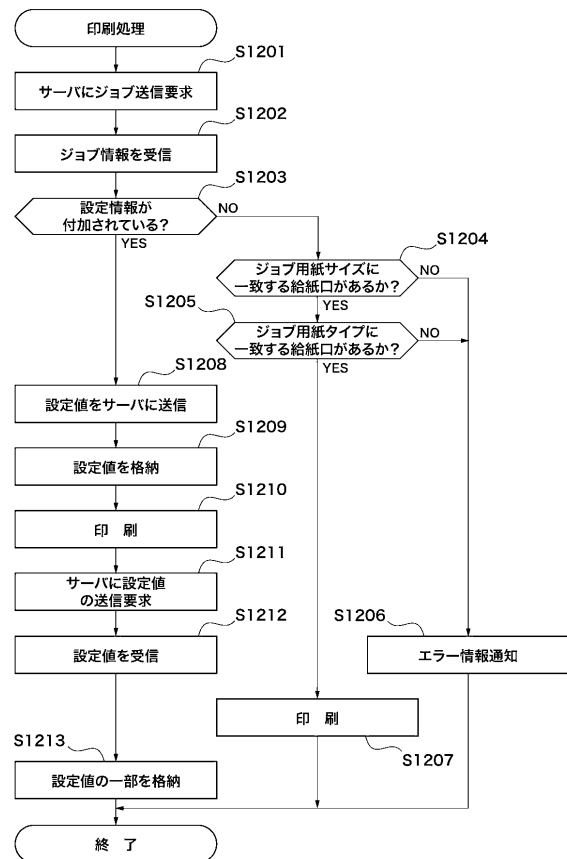 印刷処理
S1201
サーバにジョブ送信要求
S1202
ジョブ情報を受信
S1203
設定情報が
付加されている？
NO
YES
S1204
ジョブ用紙サイズに
一致する給紙口があるか？
NO
YES
S1205
ジョブ用紙タイプに
一致する給紙口があるか？
NO
YES
S1208
設定値をサーバに送信
S1209
設定値を格納
S1210
印　刷
S1211
サーバに設定値
の送信要求
S1212
設定値を受信
S1206
エラー情報通知
印　刷
S1207
S1213
設定値の一部を格納
終　了